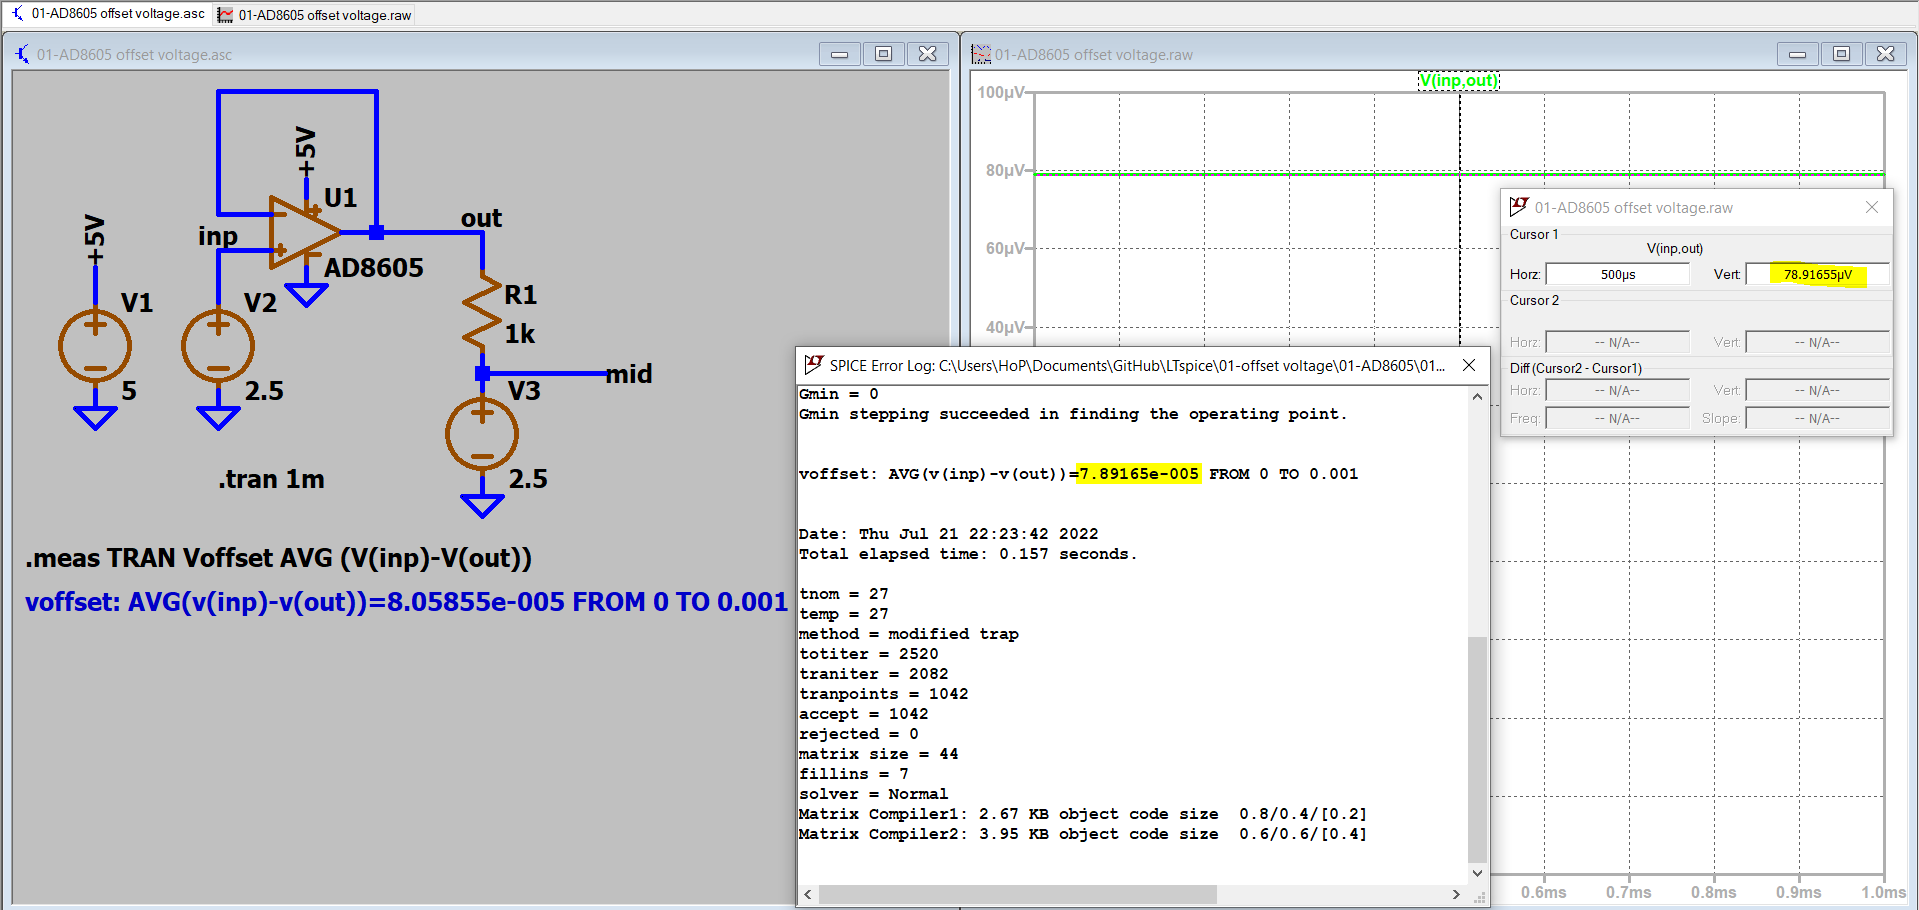 01-AD8605 offset voltage.asc
01-AD8605 offset voltage.raw
01-AD8605 offset voltage.asc
+5V
+5V
U1
out
inp
AD8605
V1
V2
R1
1k
mid
V3
5
2.5
2.5
.tran 1m
.meas TRAN Voffset AVG (V(inp)-V(out))
voffset: AVG(v(inp)-v(out))=8.05855e-005 FROM 0 TO 0.001
01-AD8605 offset voltage.raw
V(inp,out)
100µV
80µV
60µV
40µV
0.6ms
0.7ms
0.8ms
0.9ms
1.0ms
01-AD8605 offset voltage.raw
Cursor 1
V(inp,out)
Horz: 500µs Vert: 78.91655µV
Cursor 2
Horz: -- N/A-- Vert: -- N/A--
Diff (Cursor2 - Cursor1)
Horz: -- N/A-- Vert: -- N/A--
Freq: -- N/A-- Slope: -- N/A--
SPICE Error Log: C:\Users\HoP\Documents\GitHub\LTspice\01-offset voltage\01-AD8605\01...
Gmin = 0
Gmin stepping succeeded in finding the operating point.
voffset: AVG(v(inp)-v(out))=7.89165e-005 FROM 0 TO 0.001
Date: Thu Jul 21 22:23:42 2022
Total elapsed time: 0.157 seconds.
tnom = 27
temp = 27
method = modified trap
totiter = 2520
traniter = 2082
tranpoints = 1042
accept = 1042
rejected = 0
matrix size = 44
fillins = 7
solver = Normal
Matrix Compiler1: 2.67 KB object code size  0.8/0.4/[0.2]
Matrix Compiler2: 3.95 KB object code size  0.6/0.6/[0.4]